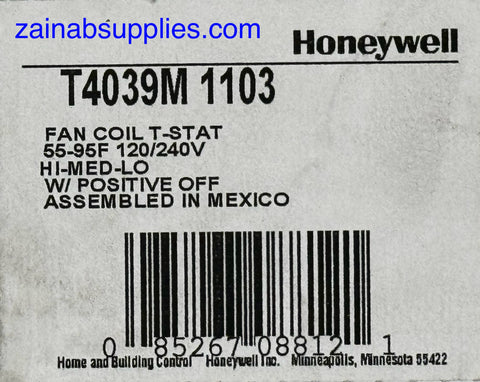 zainabsupplies.com
Honeywell
T4039M 1103
FAN COIL T-STAT
55-95F 120/240V
HI-MED-LO
W/ POSITIVE OFF
ASSEMBLED IN MEXICO
0 85267 08812 1
Home and Building Control Honeywell Inc. Minneapolis, Minnesota 55422